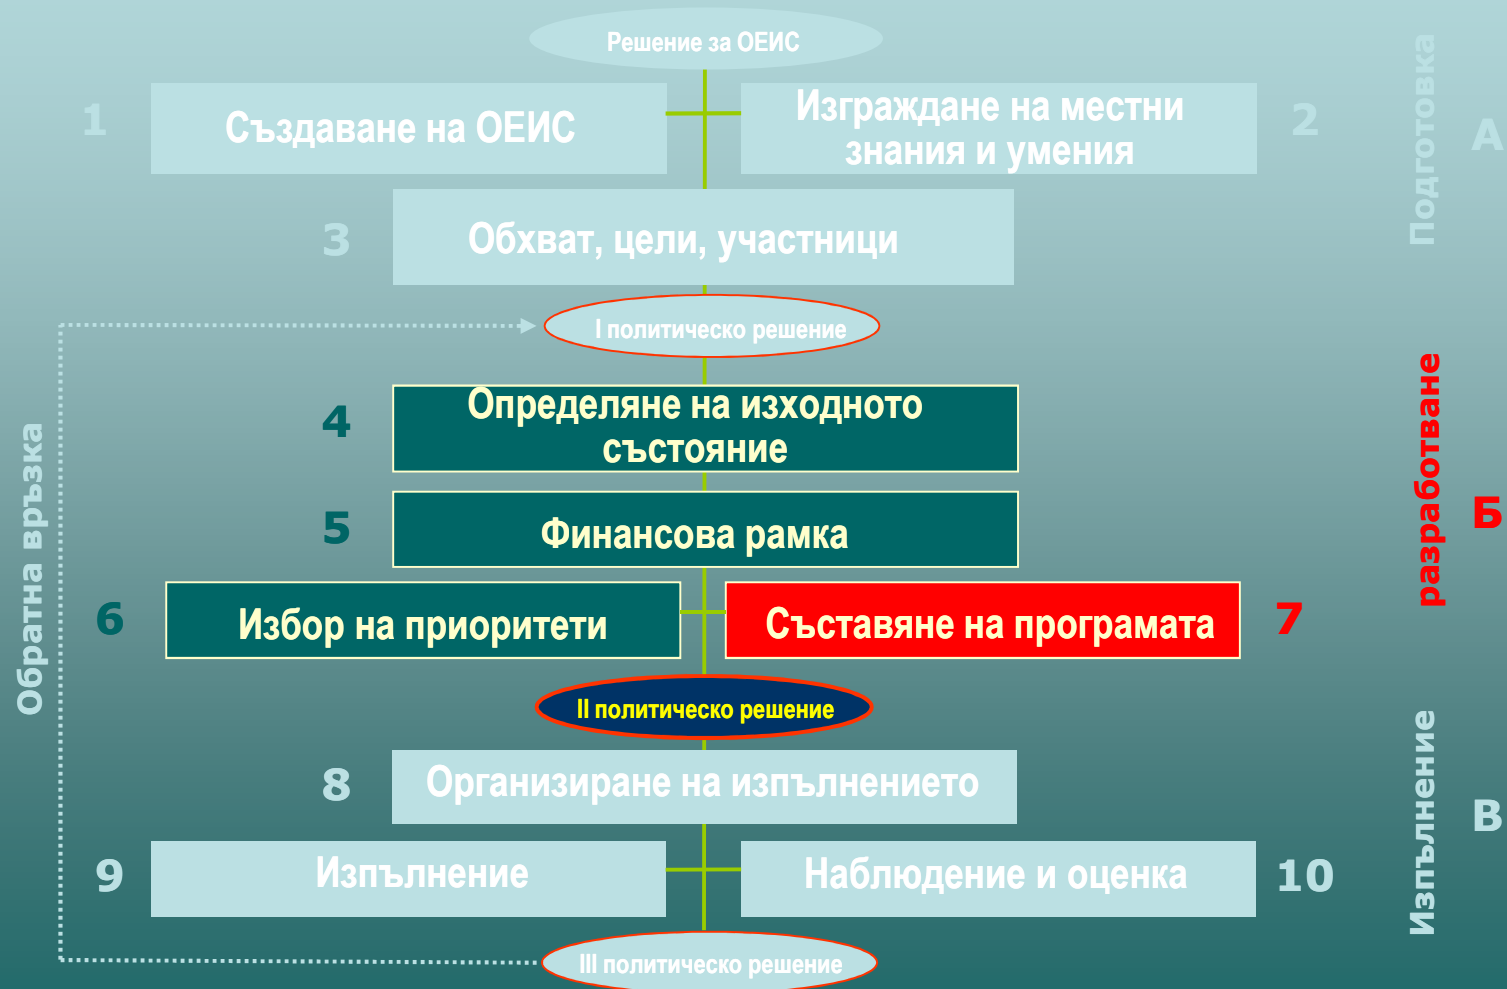 Решение за ОЕИС
1
Създаване на ОЕИС
Изграждане на местни
знания и умения
2
Подготовка
А
3
Обхват, цели, участници
I политическо решение
4
Определяне на изходното
състояние
Обратна връзка
5
Финансова рамка
разработване
Б
6
Избор на приоритети
Съставяне на програмата
7
II политическо решение
8
Организиране на изпълнението
Изпълнение
В
9
Изпълнение
Наблюдение и оценка
10
III политическо решение